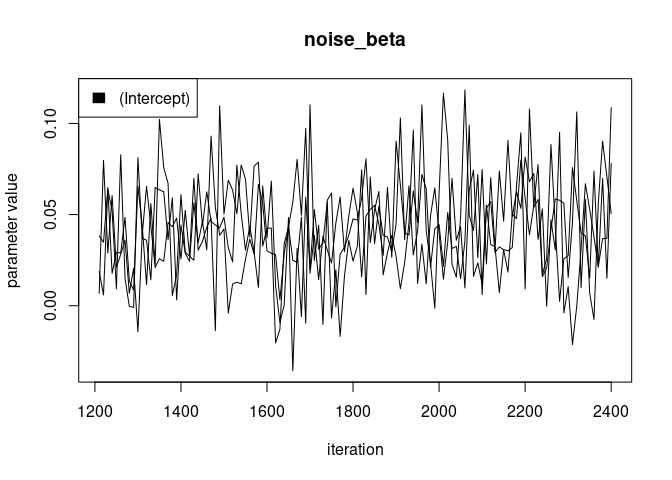 noise_beta
(Intercept)
parameter value
0.10
0.05
0.00
1200 1400 1600 1800 2000 2200 2400
iteration